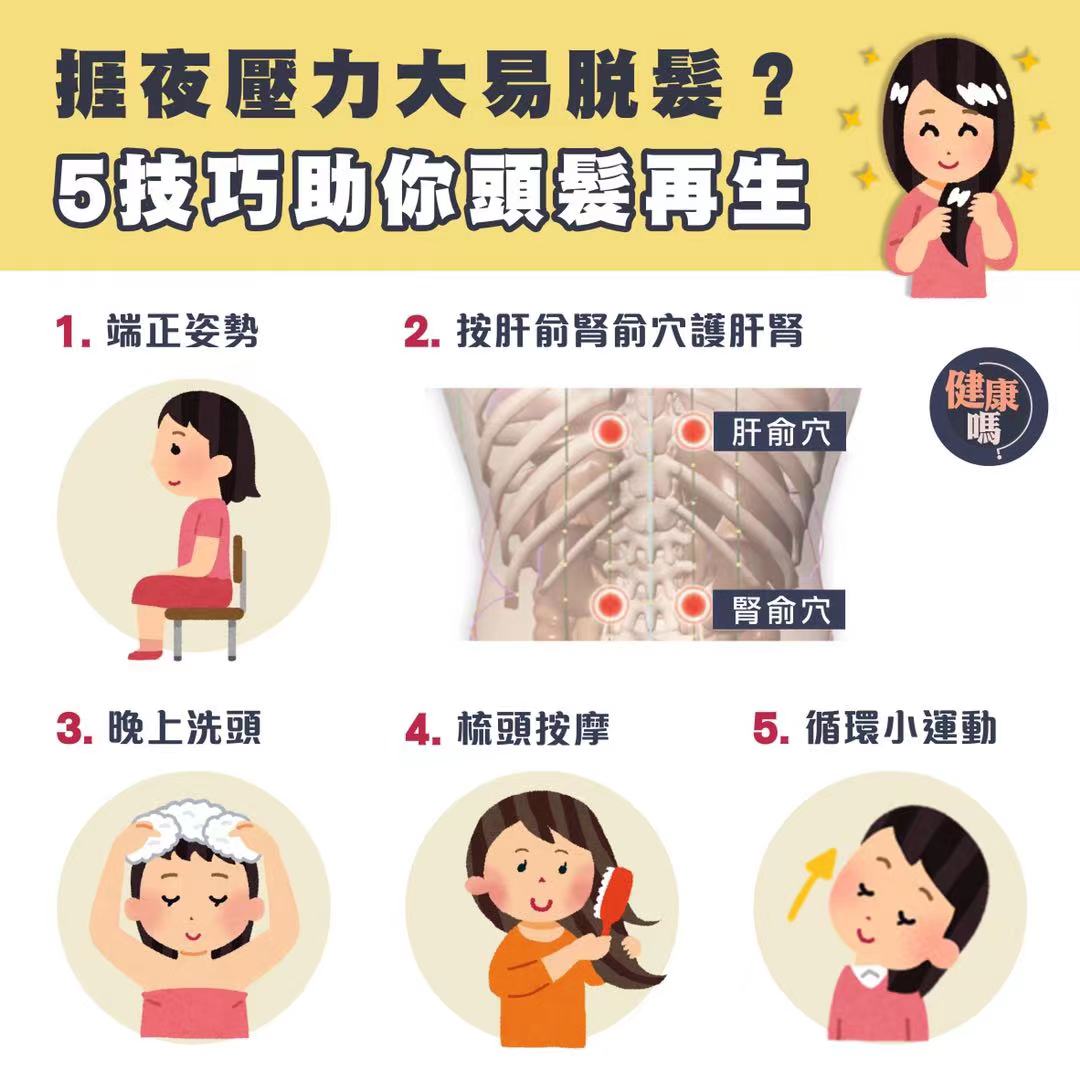 捱夜壓力大易脫髮？
5技巧助你頭髮再生
1. 端正姿勢
2. 按肝俞腎俞穴護肝腎
健康嗎?
肝俞穴
腎俞穴
3. 晚上洗頭
4. 梳頭按摩
5. 循環小運動